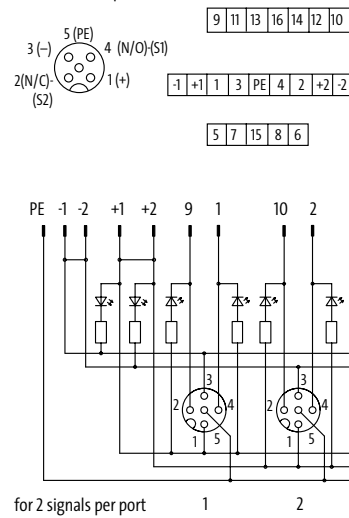 9 11 13 16 14 12 10
5 (PE)
3 (–) 4 (N/O)-(S1)
2(N/C)- 1 (+)
(S2)
-1 +1 1 3 PE 4 2 +2 -2
5 7 15 8 6
PE -1 -2 +1 +2 9 1 10 2
3 3
2 4 2 4
1 5 1 5
for 2 signals per port 1 2